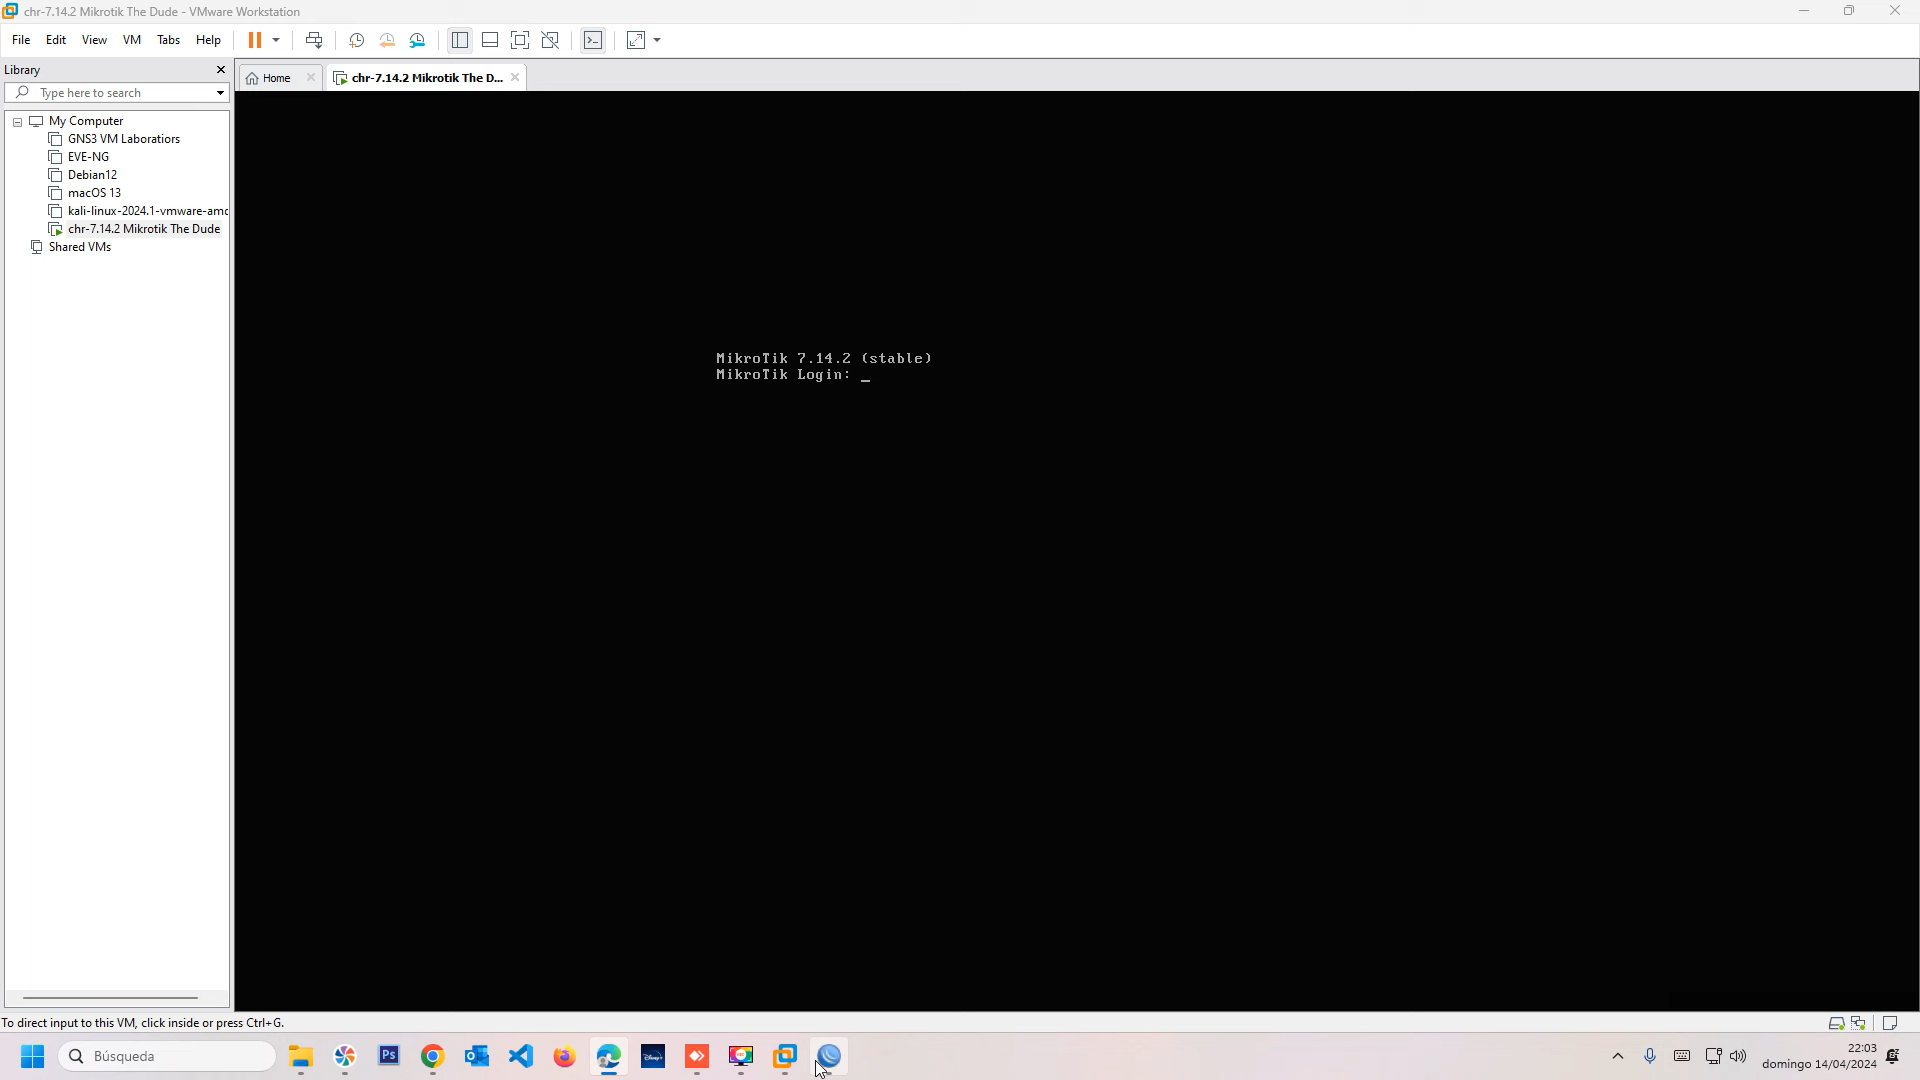 chr-7.14.2 Mikrotik The Dude - VMware Workstation
File Edit View VM Tabs Help
Library
Type here to search
Home
chr-7.14.2 Mikrotik The D...
My Computer
GNS3 VM Laboratiors
EVE-NG
Debian12
macOS 13
kali-linux-2024.1-vmware-amd
chr-7.14.2 Mikrotik The Dude
Shared VMs
MikroTik 7.14.2 (stable)
MikroTik Login: _
To direct input to this VM, click inside or press Ctrl+G.
Búsqueda
Ps
Disney+
22:03
domingo 14/04/2024